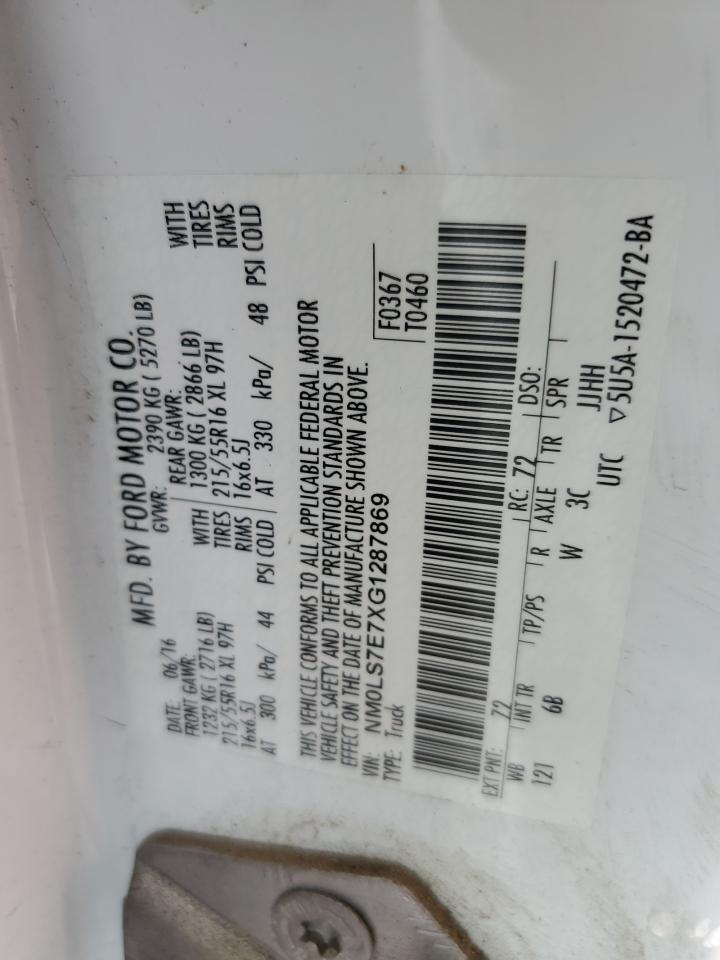 MFD. BY FORD MOTOR CO.
DATE: 06/16 GVWR: 2390 KG ( 5270 LB)
FRONT GAWR: REAR GAWR:
1232 KG ( 2716 LB) WITH 1300 KG ( 2866 LB) WITH
215/55R16 XL 97H TIRES 215/55R16 XL 97H TIRES
16x6.5J RIMS 16x6.5J RIMS
AT 300 kPa/ 44 PSI COLD / AT 330 kPa/ 48 PSI COLD
THIS VEHICLE CONFORMS TO ALL APPLICABLE FEDERAL MOTOR
VEHICLE SAFETY AND THEFT PREVENTION STANDARDS IN
EFFECT ON THE DATE OF MANUFACTURE SHOWN ABOVE.
VIN: NM0LS7E7XG1287869 F0367
TYPE: Truck T0460
EXT PNT: 72 RC: 72 DSO:
WB INT TR TP/PS R AXLE TR SPR
121 6B W 3C JJHH
UTC ▽5U5A-1520472-BA